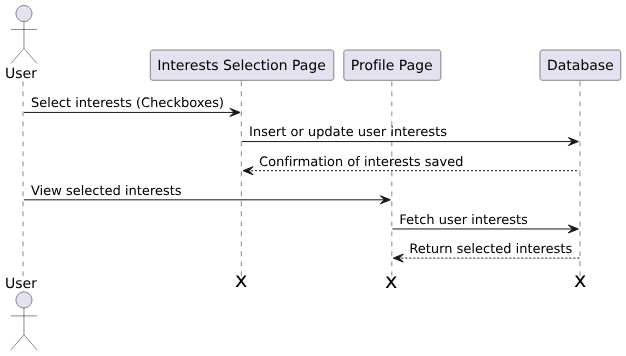 User
Interests Selection Page
Profile Page
Database
Select interests (Checkboxes)
Insert or update user interests
Confirmation of interests saved
View selected interests
Fetch user interests
Return selected interests
User
X
X
X